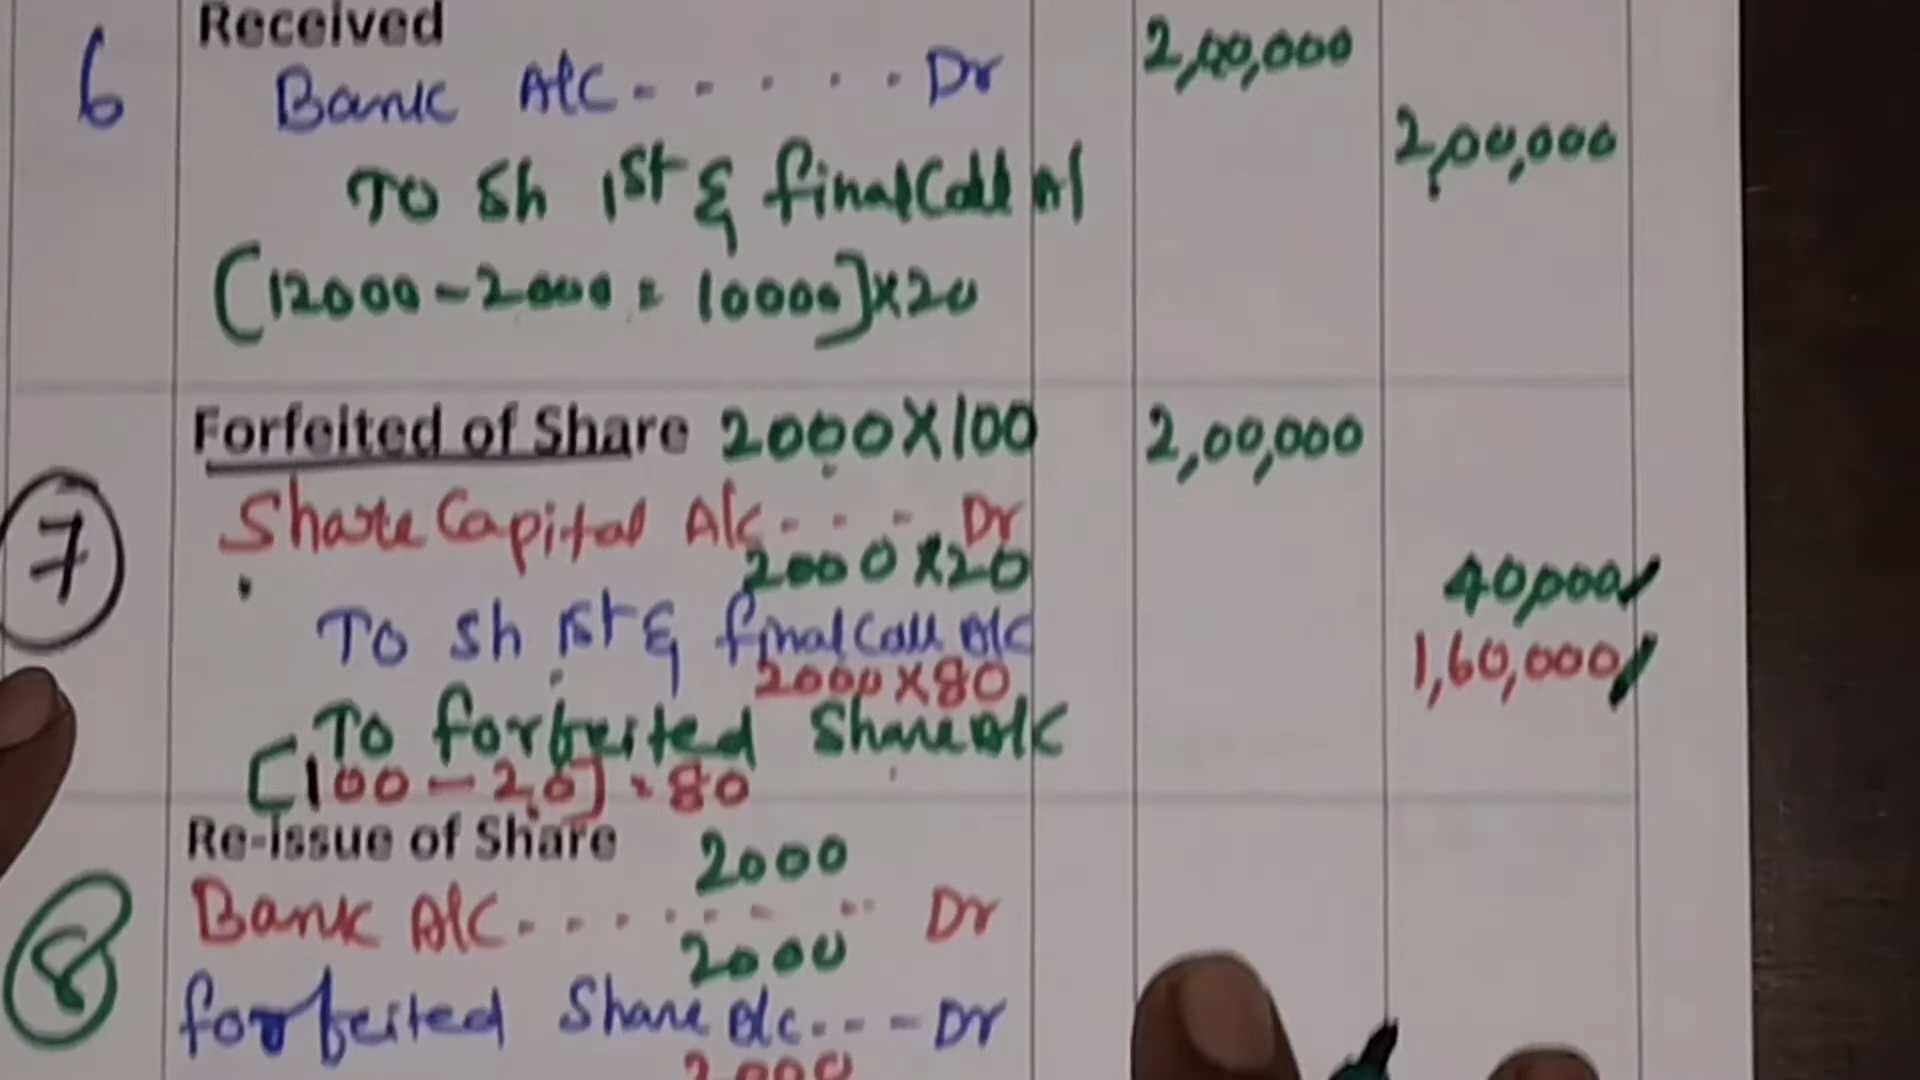 Received
6 Bank A/C - - - - - Dr 2,00,000
To Sh 1st & final Call A/ 2,00,000
[12000 - 2000 = 10000] x 20
Forfeited of Share 2000 X 100 2,00,000
7 Share Capital A/c - - - Dr
2000 X 20 40,000/
To Sh 1st & final Call A/c
2000 X 80 1,60,000/
To forfeited Share A/C
[100 - 20] = 80
Re-issue of Share 2000
8 Bank A/C - - - - - - - Dr
2000
forfeited Share A/c - - - Dr
2000